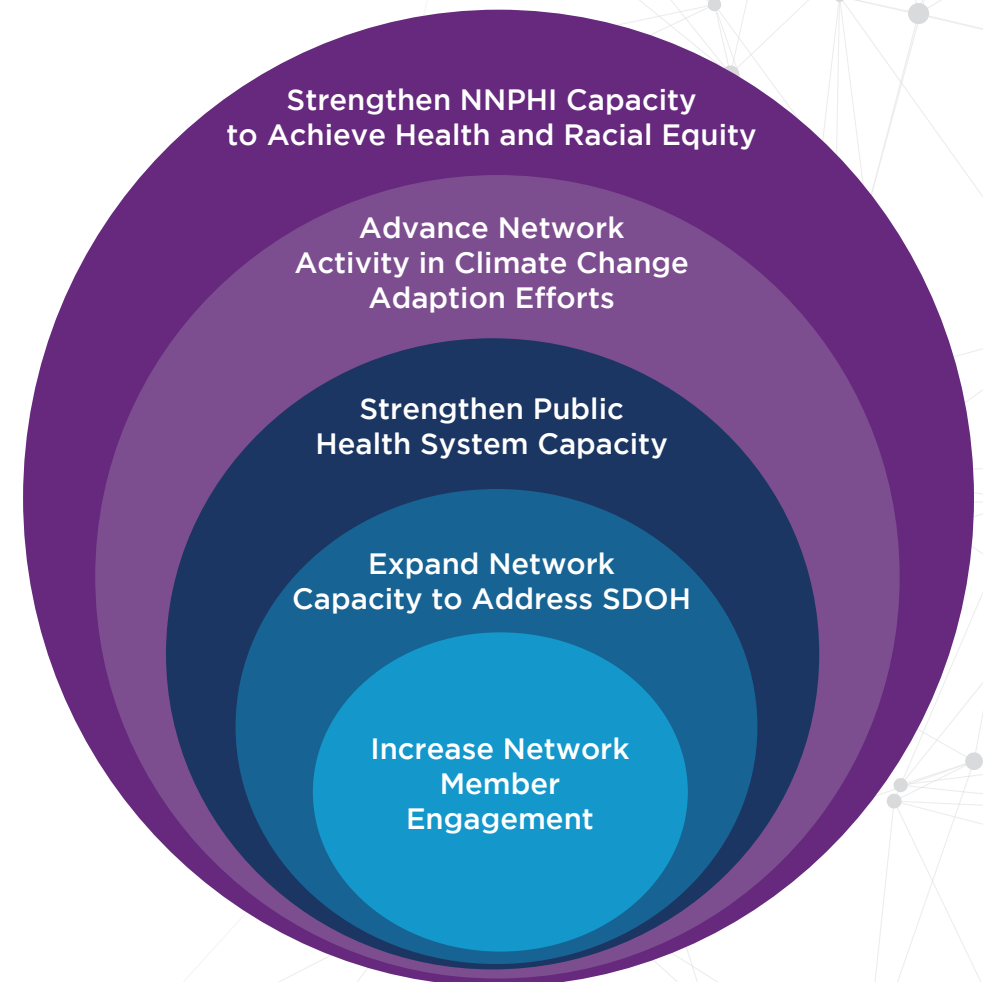 Strengthen NNPHI Capacity
to Achieve Health and Racial Equity
Advance Network
Activity in Climate Change
Adaption Efforts
Strengthen Public
Health System Capacity
Expand Network
Capacity to Address SDOH
Increase Network
Member
Engagement